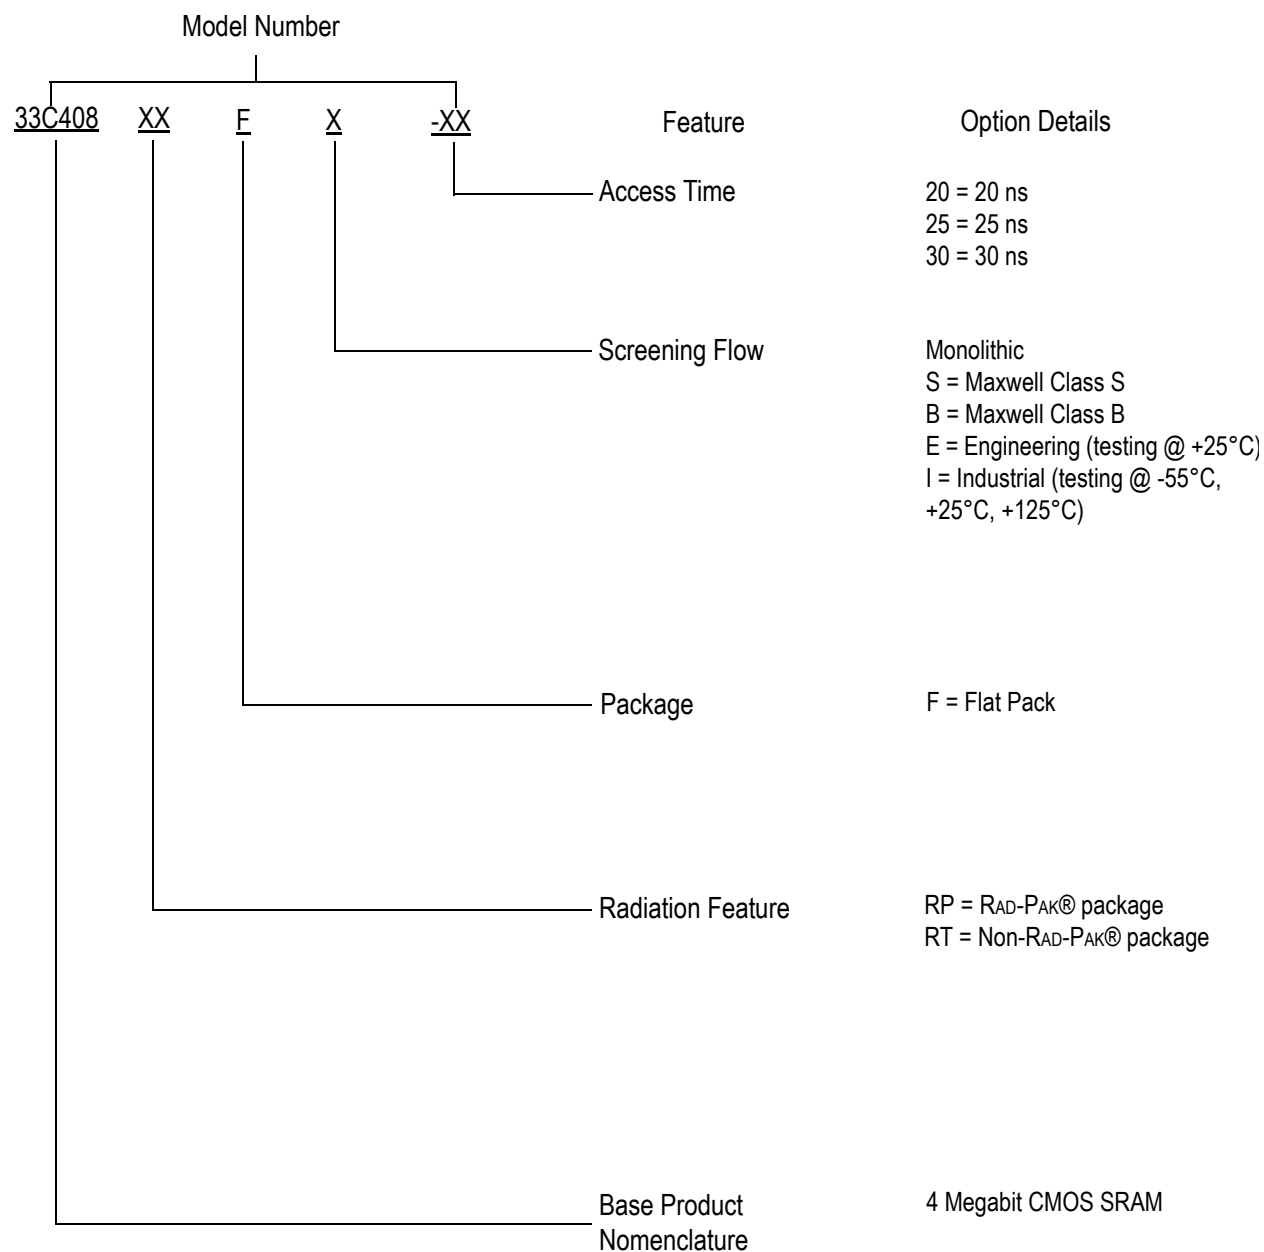 Model Number
33C408 XX F X -XX Feature Option Details
Access Time
20 = 20 ns
25 = 25 ns
30 = 30 ns
Screening Flow
Monolithic
S = Maxwell Class S
B = Maxwell Class B
E = Engineering (testing @ +25°C)
I = Industrial (testing @ -55°C,
+25°C, +125°C)
Package
F = Flat Pack
Radiation Feature
RP = RAD-PAK® package
RT = Non-RAD-PAK® package
Base Product
Nomenclature
4 Megabit CMOS SRAM